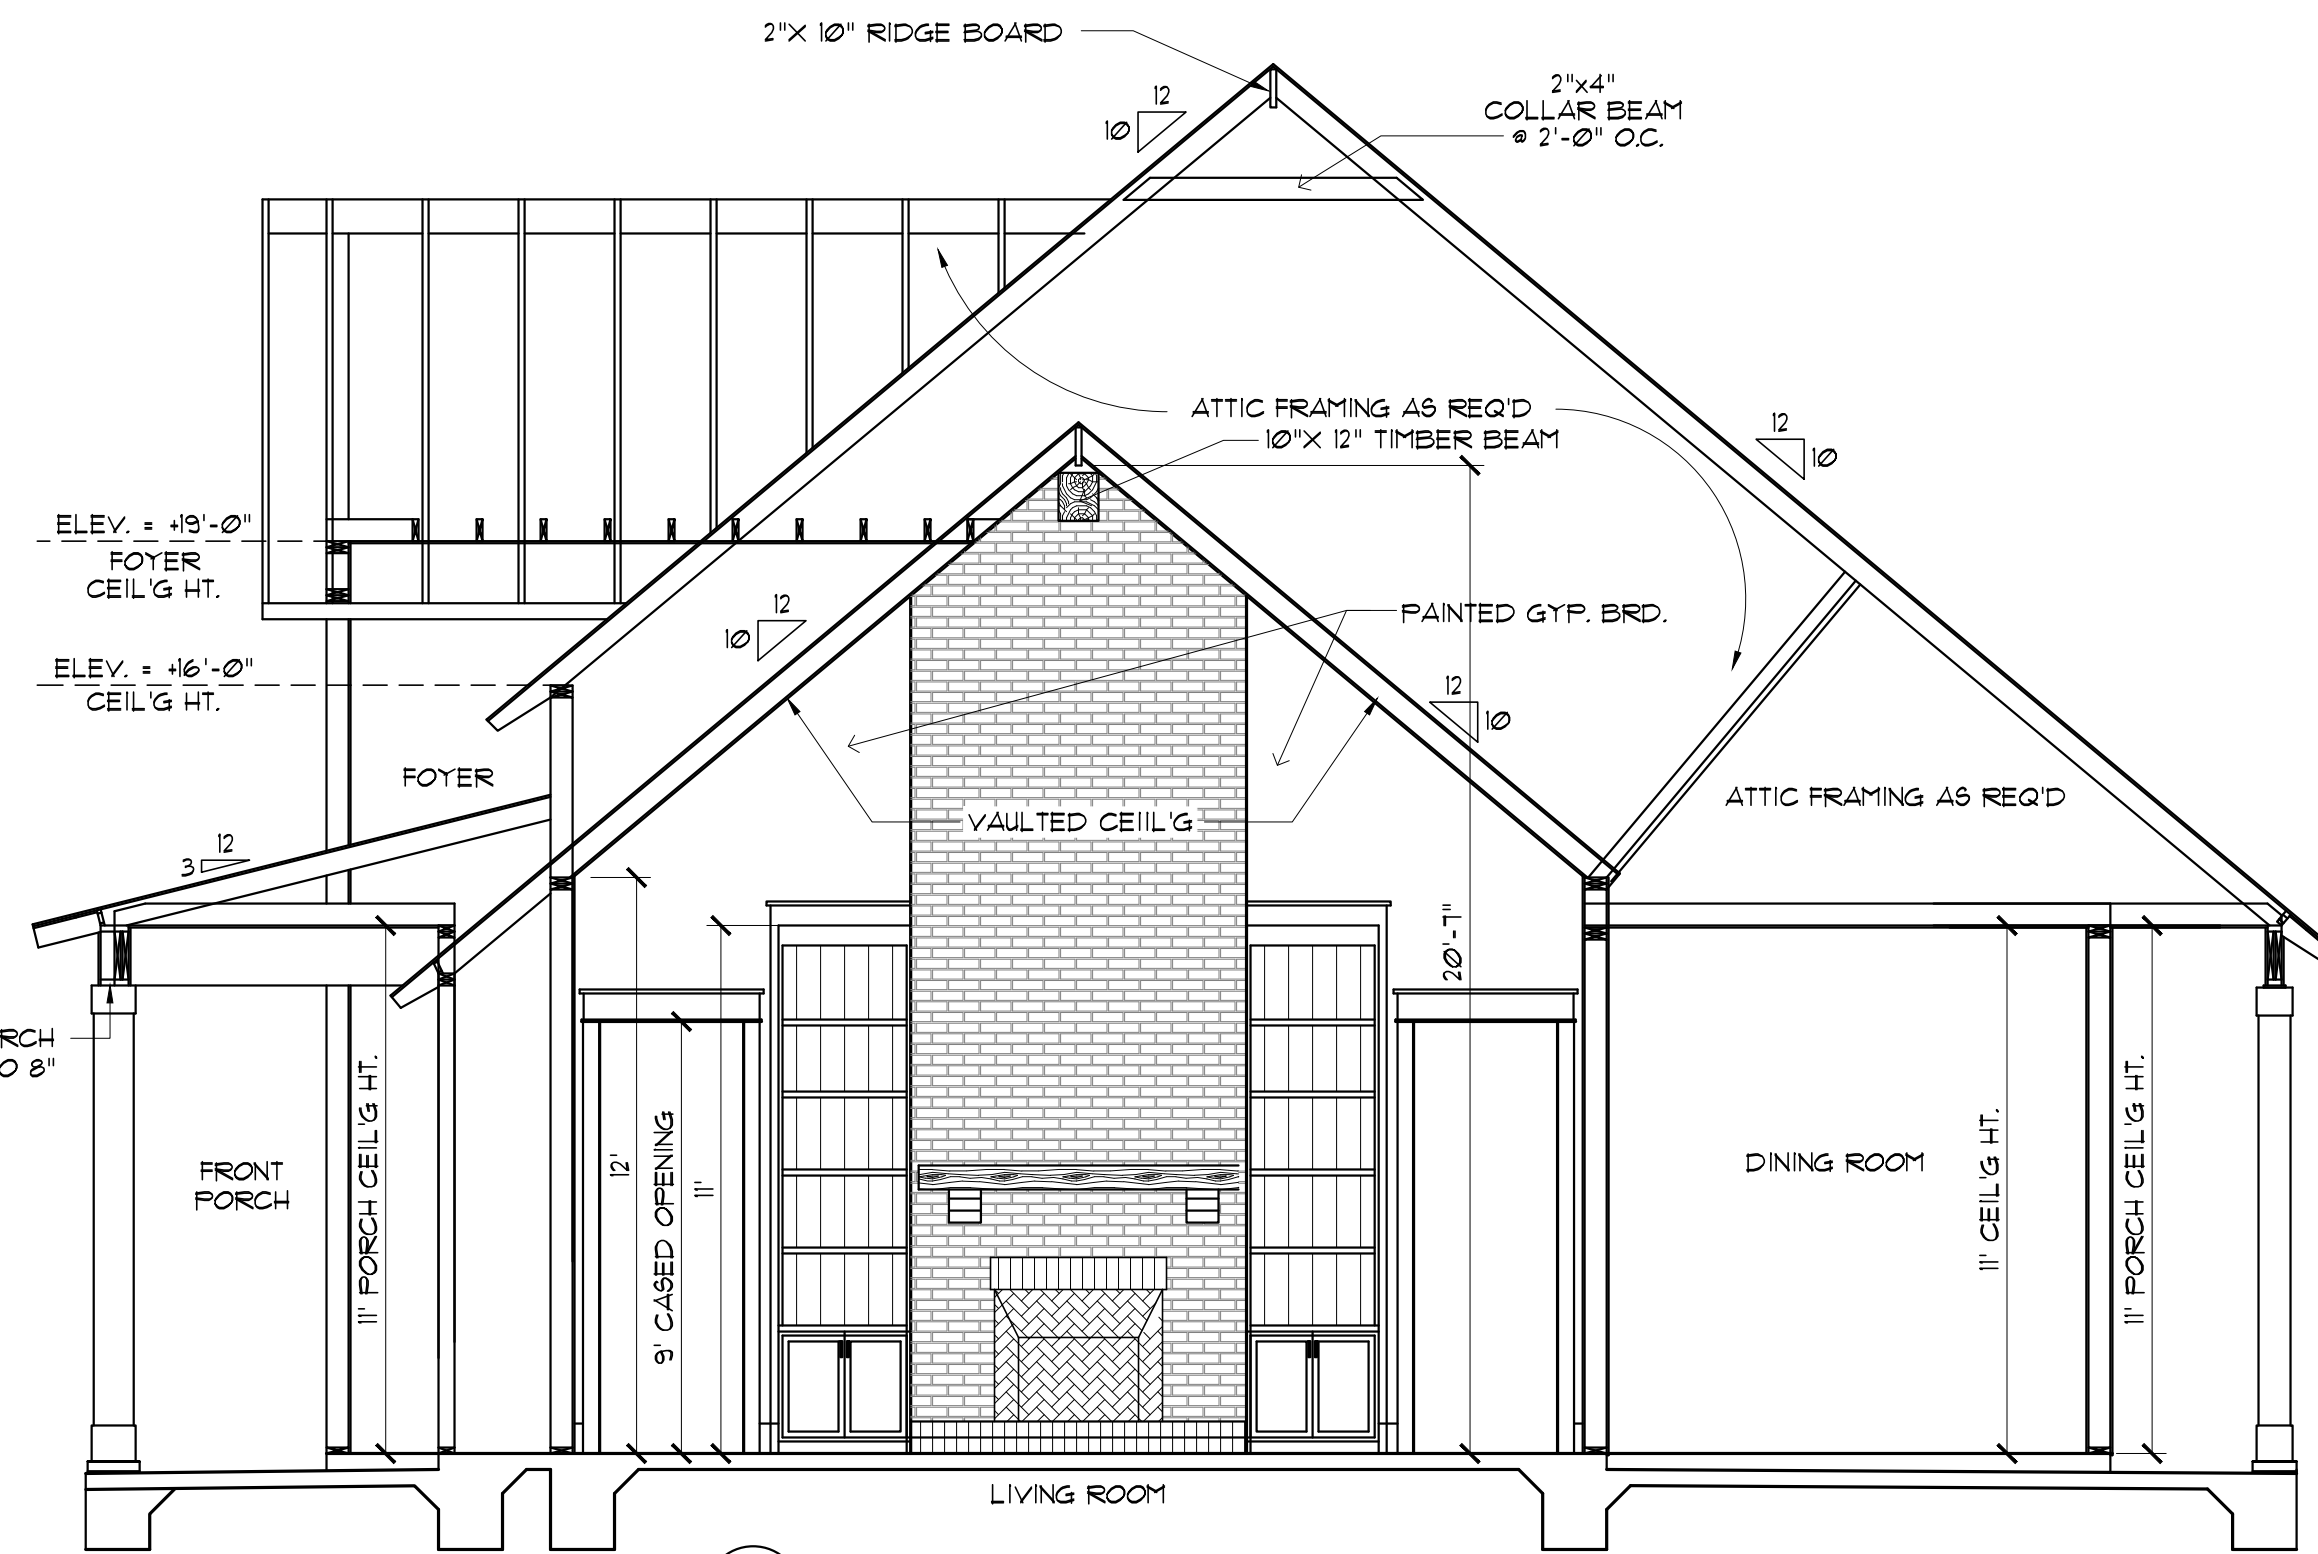 2"X 10" RIDGE BOARD
2"x4"
COLLAR BEAM
@ 2'-0" O.C.
12
10
ATTIC FRAMING AS REQ'D
10"X 12" TIMBER BEAM
12
10
ELEV. = +19'-0"
FOYER
CEIL'G HT.
12
10
PAINTED GYP. BRD.
ELEV. = +16'-0"
CEIL'G HT.
12
10
FOYER
ATTIC FRAMING AS REQ'D
VAULTED CEIIL'G
12
3
20'-7"
RCH
O 8"
11' PORCH CEIL'G HT.
12'
9' CASED OPENING
11'
FRONT
PORCH
DINING ROOM
11' CEIL'G HT.
11' PORCH CEIL'G HT.
LIVING ROOM